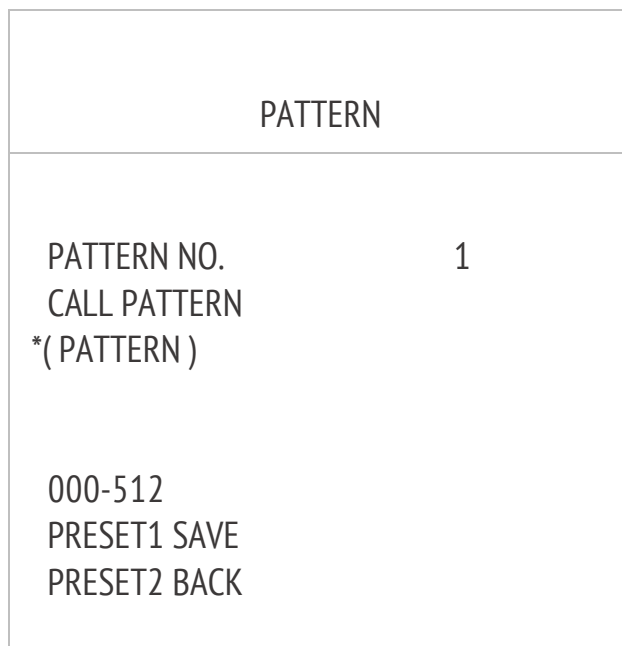 PATTERN
PATTERN NO. 1
CALL PATTERN
*( PATTERN )
000-512
PRESET1 SAVE
PRESET2 BACK